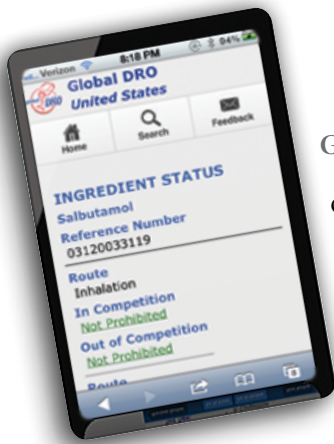 Verizon 8:18 PM 94%
Global DRO
United States
Home Search Feedback
INGREDIENT STATUS
Salbutamol
Reference Number
03120033119
Route
Inhalation
In Competition
Not Prohibited
Out of Competition
Not Prohibited
Route
G